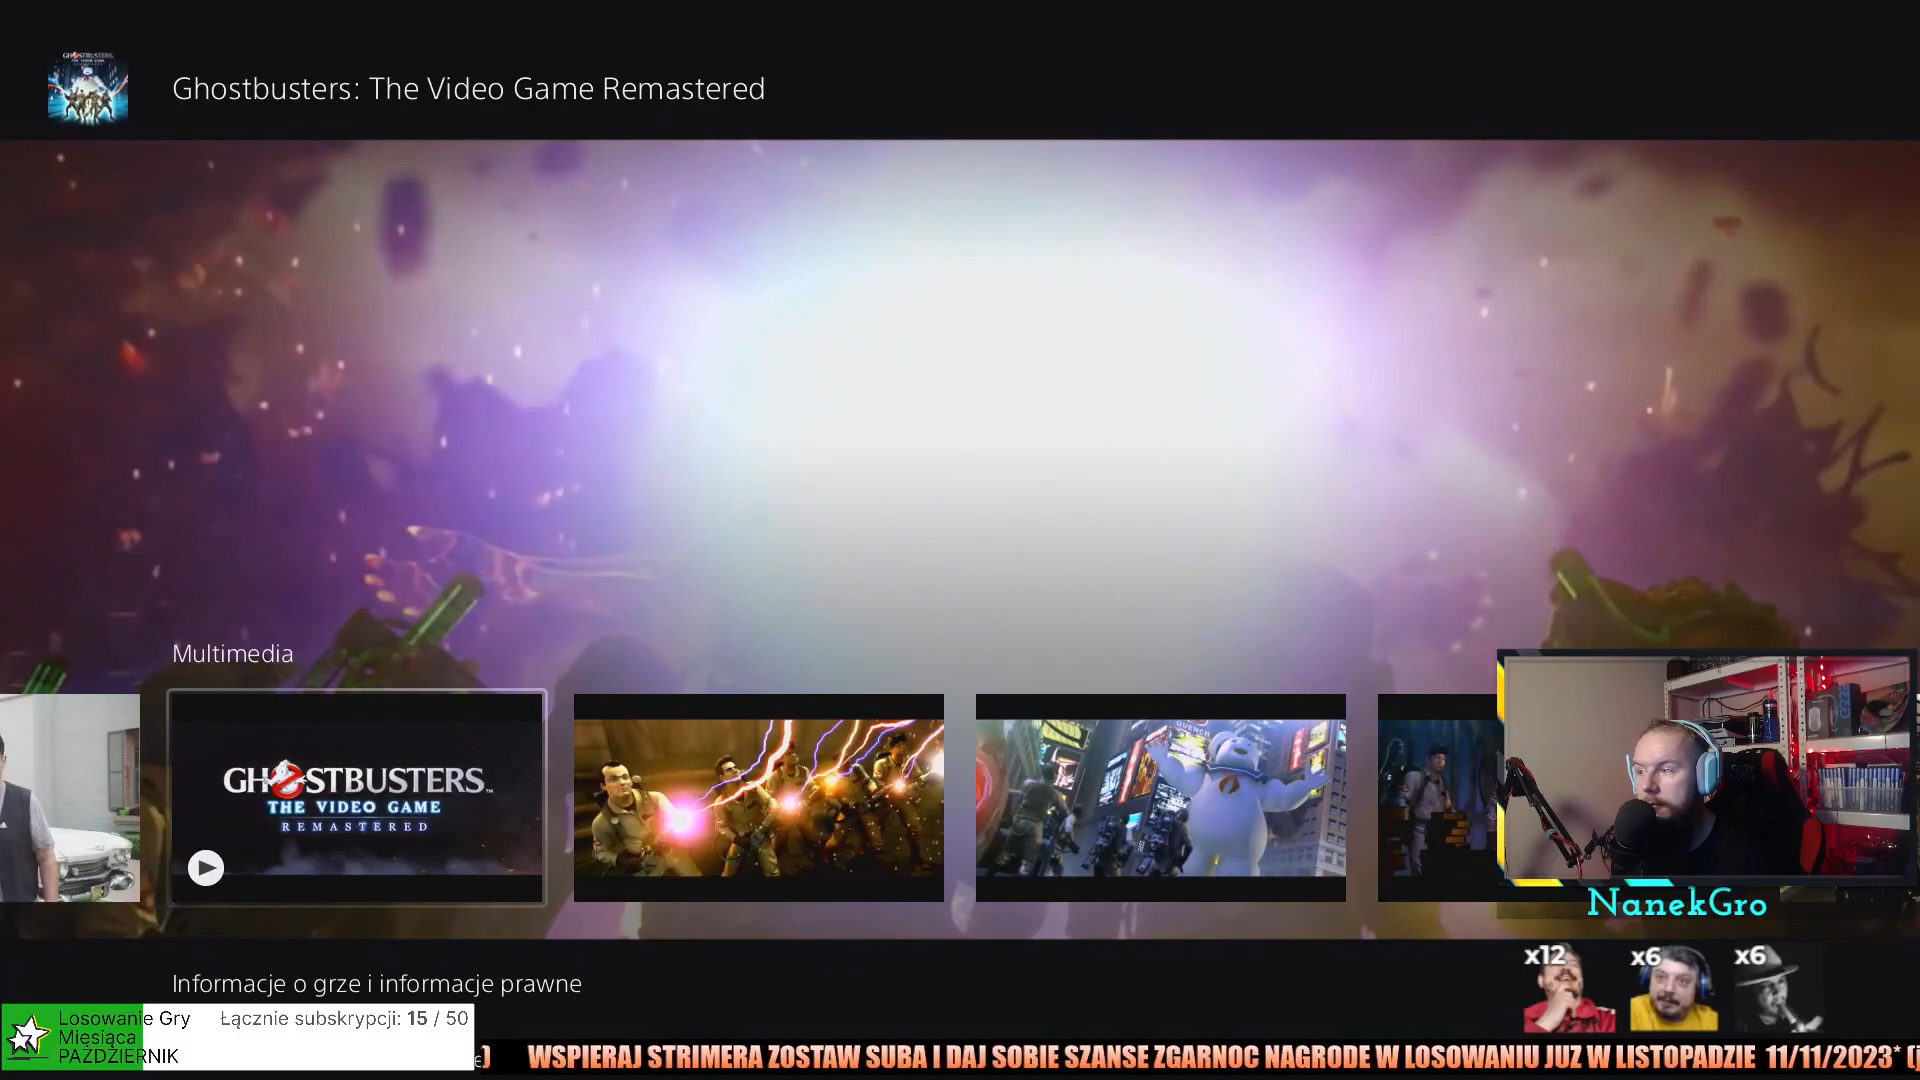 Ghostbusters: The Video Game Remastered
Multimedia
GHOSTBUSTERS
THE VIDEO GAME
REMASTERED
NanekGro
x12
x6
x6
Informacje o grze i informacje prawne
Losowanie Gry
Miesiąca
PAŹDZIERNIK
Łącznie subskrypcji: 15 / 50
WSPIERAJ STRIMERA ZOSTAW SUBA I DAJ SOBIE SZANSE ZGARNOC NAGRODE W LOSOWANIU JUZ W LISTOPADZIE 11/11/2023*